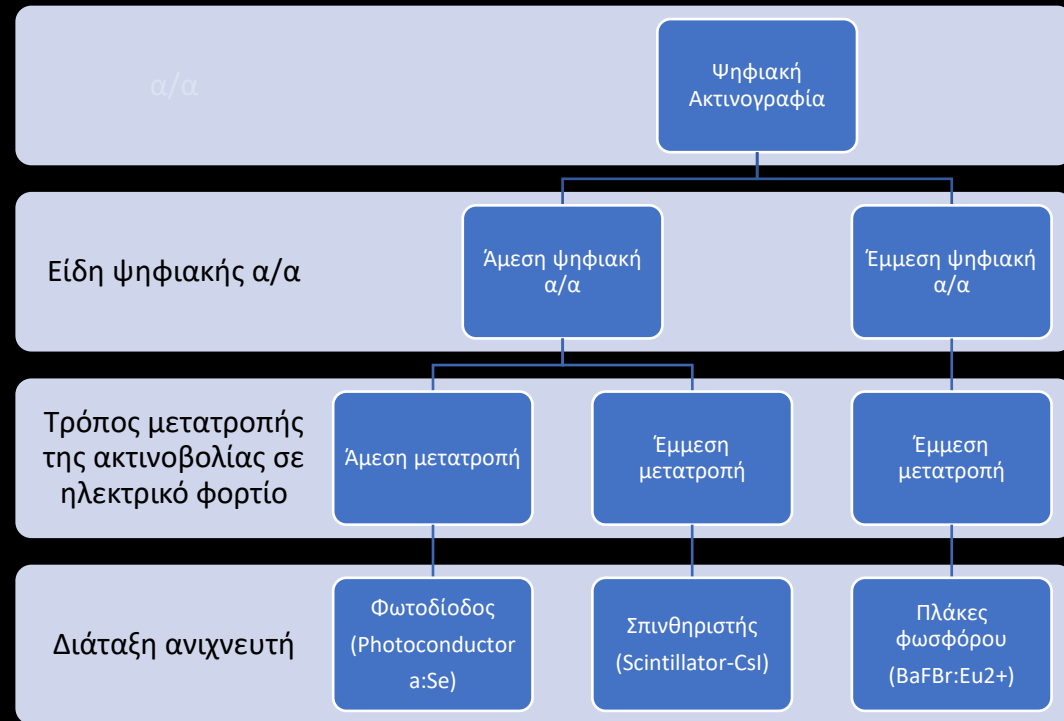 α/α
Ψηφιακή
Ακτινογραφία
Είδη ψηφιακής α/α
Άμεση ψηφιακή
α/α
Έμμεση ψηφιακή
α/α
Τρόπος μετατροπής
της ακτινοβολίας σε
ηλεκτρικό φορτίο
Άμεση μετατροπή
Έμμεση
μετατροπή
Έμμεση
μετατροπή
Διάταξη ανιχνευτή
Φωτοδίοδος
(Photoconductor
a:Se)
Σπινθηριστής
(Scintillator-CsI)
Πλάκες
φωσφόρου
(BaFBr:Eu2+)